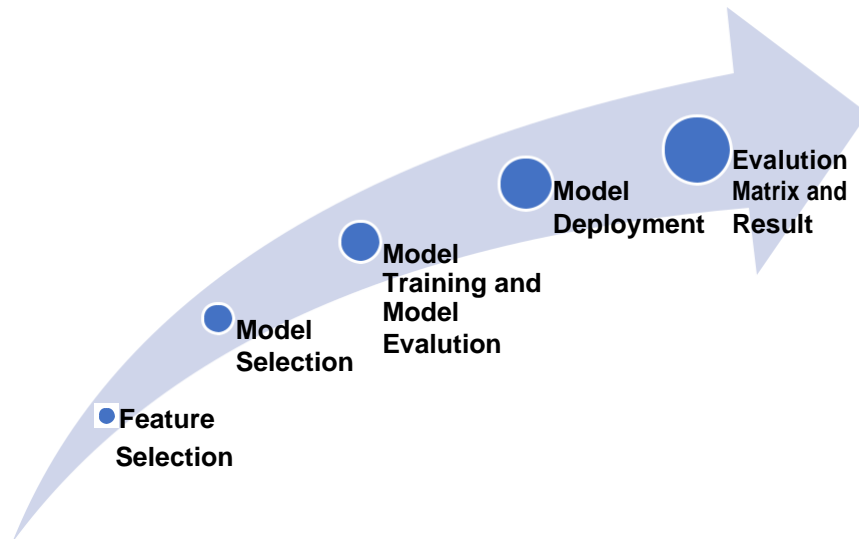 Feature
Selection
Model
Selection
Model
Training and
Model
Evalution
Model
Deployment
Evalution
Matrix and
Result